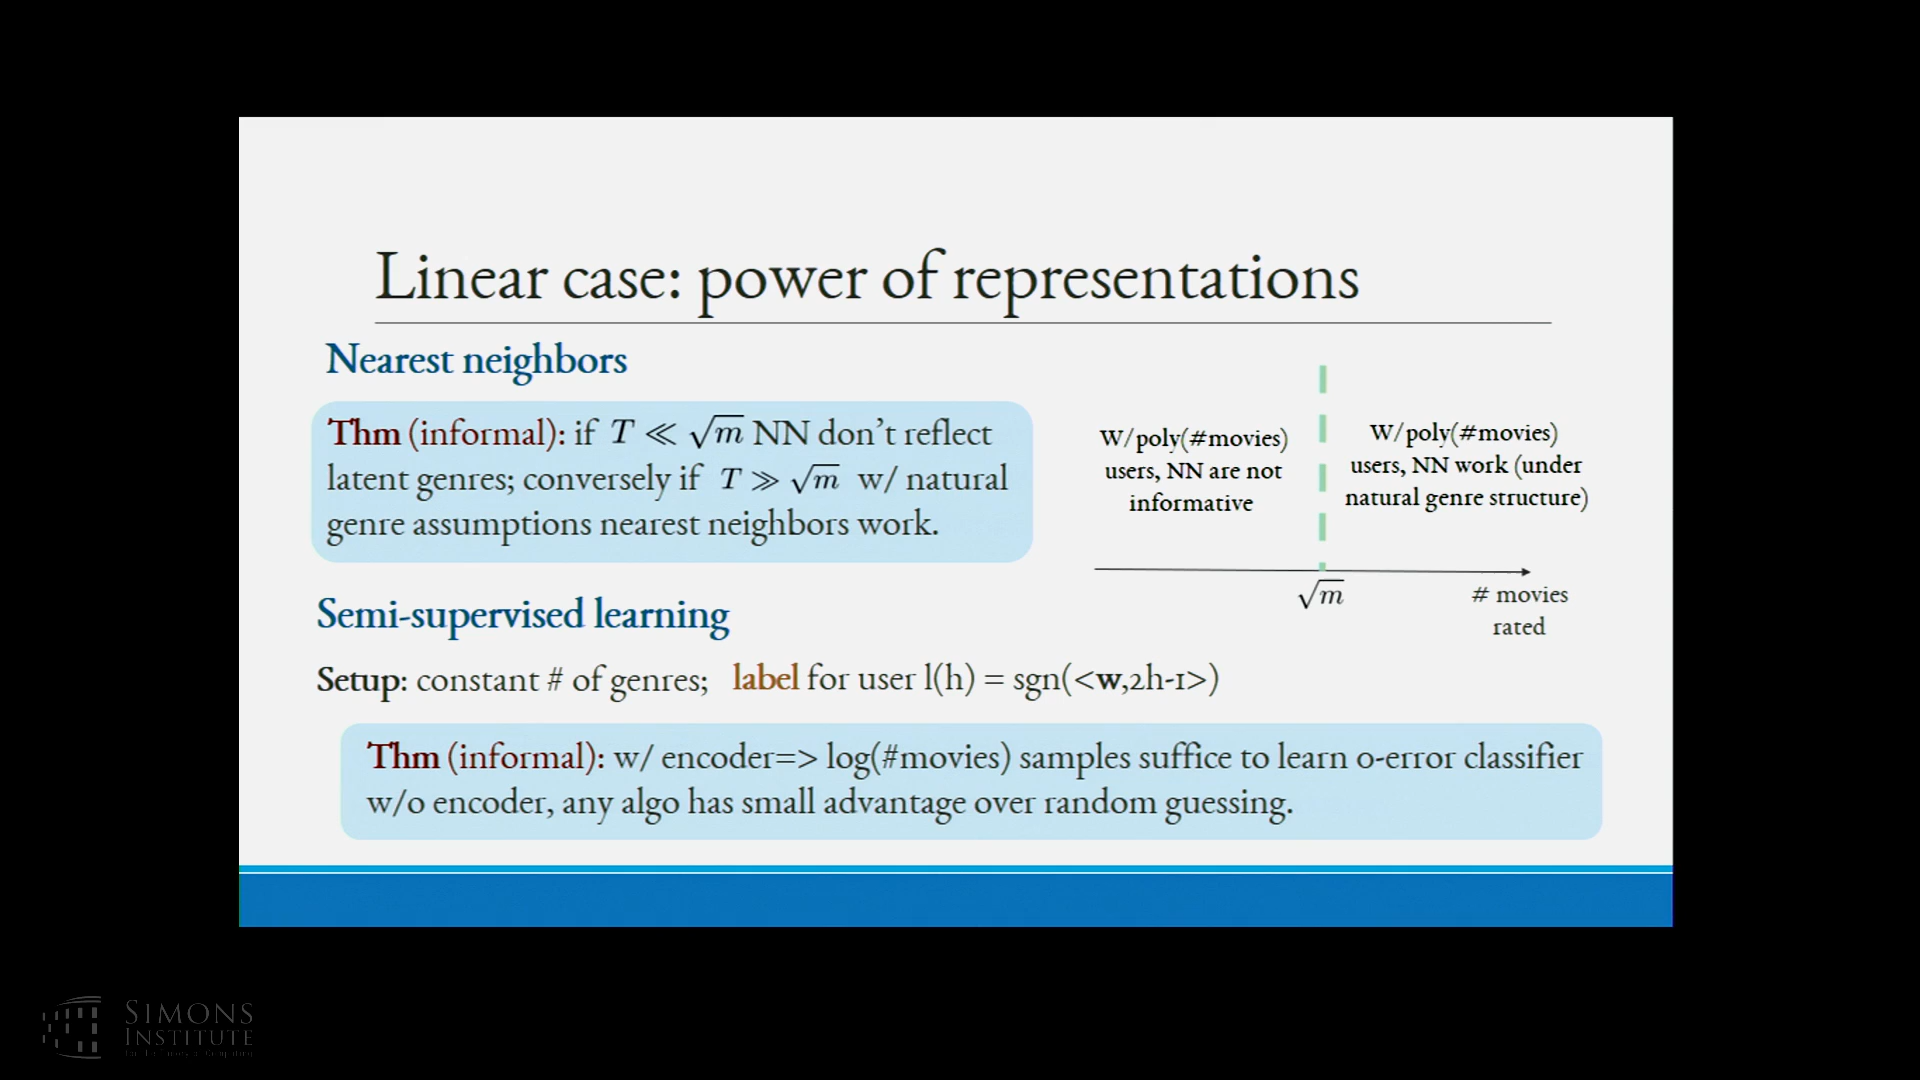 Linear case: power of representations
Nearest neighbors
Thm (informal): if T ≪ √m NN don't reflect
latent genres; conversely if T ≫ √m w/ natural
genre assumptions nearest neighbors work.
W/poly(#movies)
users, NN are not
informative
W/poly(#movies)
users, NN work (under
natural genre structure)
√m
# movies
rated
Semi-supervised learning
Setup: constant # of genres; label for user l(h) = sgn(<w,2h-1>)
Thm (informal): w/ encoder=> log(#movies) samples suffice to learn 0-error classifier
w/o encoder, any algo has small advantage over random guessing.
SIMONS
INSTITUTE